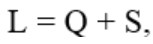 L = Q + S,